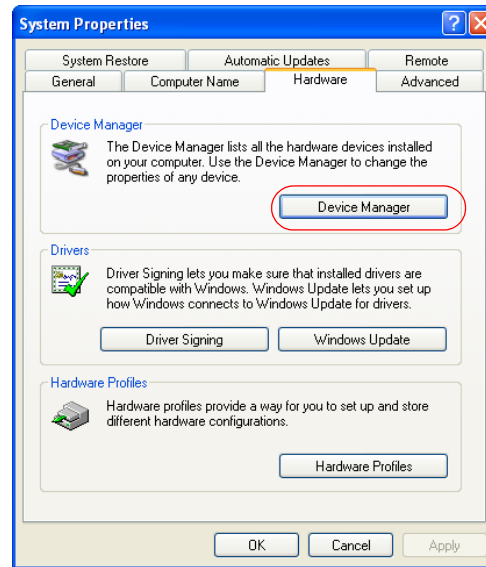 System Properties
System Restore Automatic Updates Remote
General Computer Name Hardware Advanced
Device Manager
The Device Manager lists all the hardware devices installed
on your computer. Use the Device Manager to change the
properties of any device.
Device Manager
Drivers
Driver Signing lets you make sure that installed drivers are
compatible with Windows. Windows Update lets you set up
how Windows connects to Windows Update for drivers.
Driver Signing Windows Update
Hardware Profiles
Hardware profiles provide a way for you to set up and store
different hardware configurations.
Hardware Profiles
OK Cancel Apply